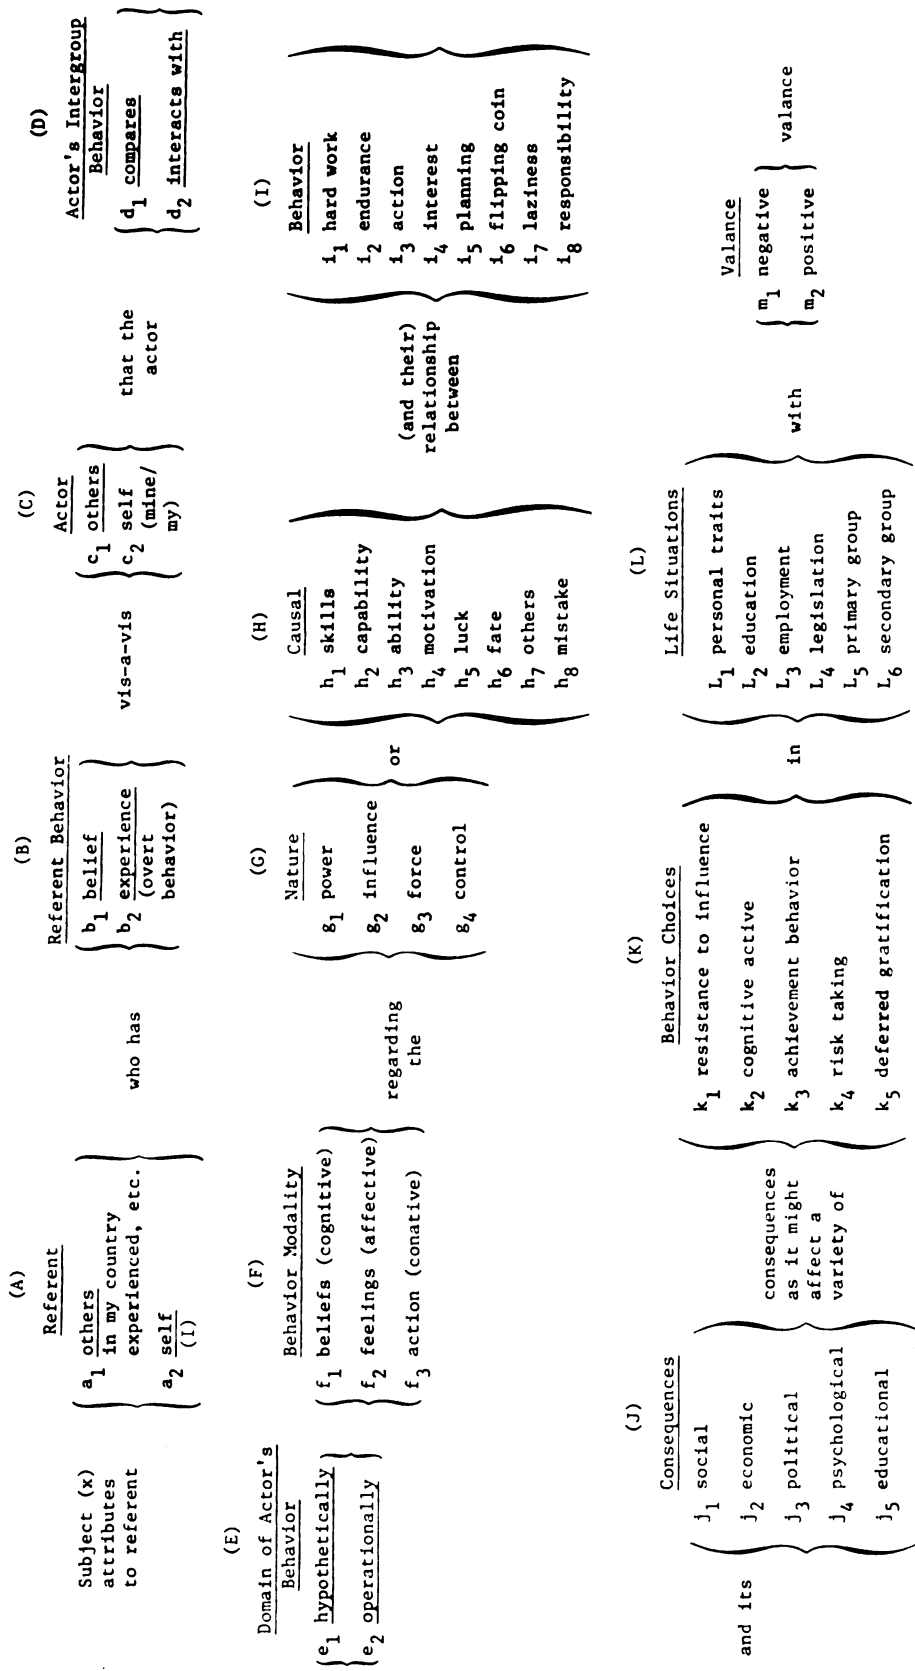 Subject (x)
attributes
to referent
(A)
Referent
a1 others
in my country
experienced, etc.
a2 self
(I)
who has
(B)
Referent Behavior
b1 belief
b2 experience
(overt
behavior)
vis-a-vis
(C)
Actor
c1 others
c2 self
(mine/
my)
that the
actor
(D)
Actor's Intergroup
Behavior
d1 compares
d2 interacts with
(E)
Domain of Actor's
Behavior
e1 hypothetically
e2 operationally
(F)
Behavior Modality
f1 beliefs (cognitive)
f2 feelings (affective)
f3 action (conative)
regarding
the
(G)
Nature
g1 power
g2 influence
g3 force
g4 control
or
(H)
Causal
h1 skills
h2 capability
h3 ability
h4 motivation
h5 luck
h6 fate
h7 others
h8 mistake
(and their)
relationship
between
(I)
Behavior
i1 hard work
i2 endurance
i3 action
i4 interest
i5 planning
i6 flipping coin
i7 laziness
i8 responsibility
and its
(J)
Consequences
j1 social
j2 economic
j3 political
j4 psychological
j5 educational
consequences
as it might
affect a
variety of
(K)
Behavior Choices
k1 resistance to influence
k2 cognitive active
k3 achievement behavior
k4 risk taking
k5 deferred gratification
in
(L)
Life Situations
L1 personal traits
L2 education
L3 employment
L4 legislation
L5 primary group
L6 secondary group
with
Valance
m1 negative
m2 positive
valance